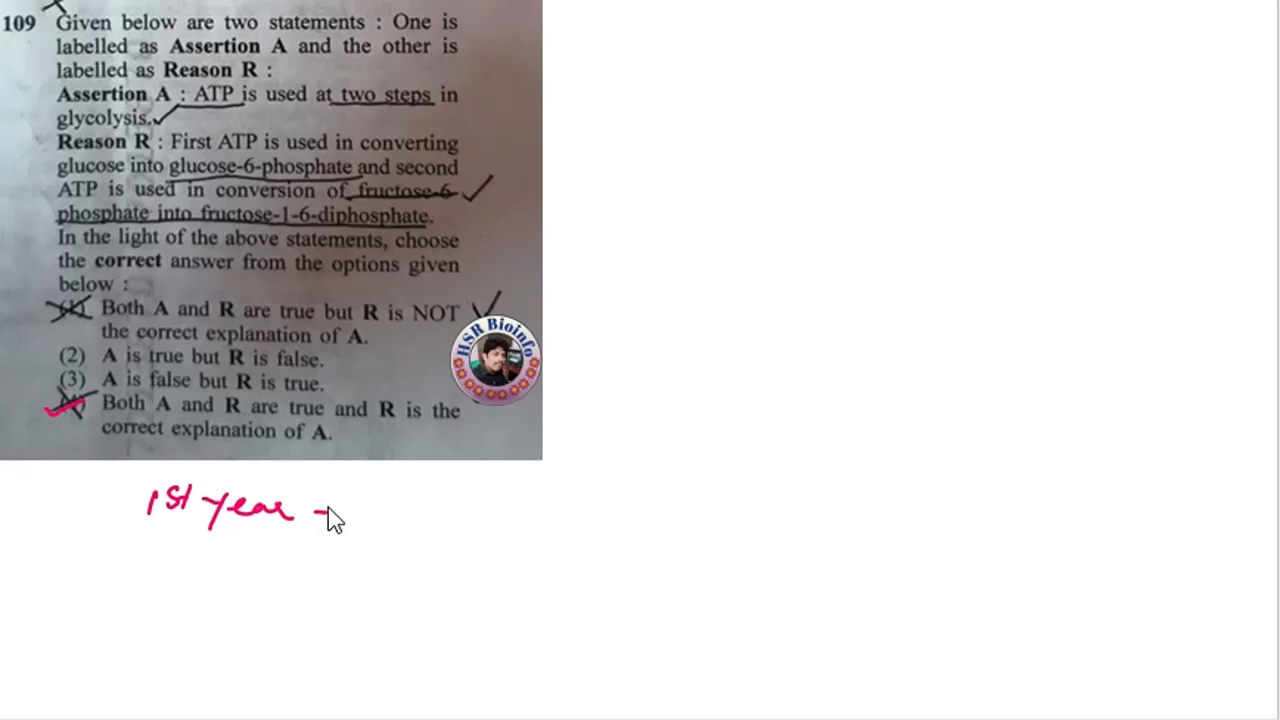 109 Given below are two statements : One is
labelled as Assertion A and the other is
labelled as Reason R :
Assertion A : ATP is used at two steps in
glycolysis.
Reason R : First ATP is used in converting
glucose into glucose-6-phosphate and second
ATP is used in conversion of fructose-6
phosphate into fructose-1-6-diphosphate.
In the light of the above statements, choose
the correct answer from the options given
below :
Both A and R are true but R is NOT
the correct explanation of A.
(2) A is true but R is false.
(3) A is false but R is true.
Both A and R are true and R is the
correct explanation of A.
HSR Bioinfo
1st year -